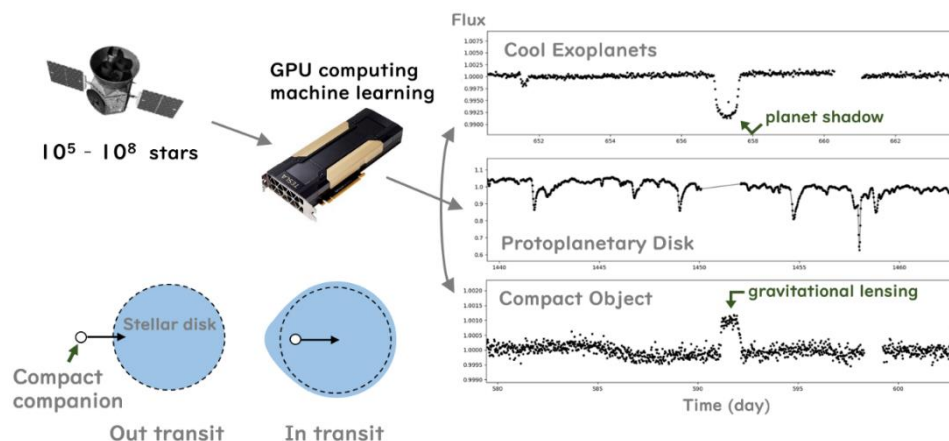 Flux
Cool Exoplanets
1.0075
1.0050
1.0025
1.0000
0.9975
0.9950
0.9925
0.9900
planet shadow
652
654
656
658
660
662
GPU computing
machine learning
10⁵ - 10⁸ stars
TESLA
1.1
1.0
0.9
0.8
0.7
0.6
Protoplanetary Disk
1440
1445
1450
1455
1460
Compact Object
gravitational lensing
1.0020
1.0015
1.0010
1.0005
1.0000
0.9995
0.9990
580
585
590
595
600
Time (day)
Stellar disk
Compact
companion
Out transit
In transit